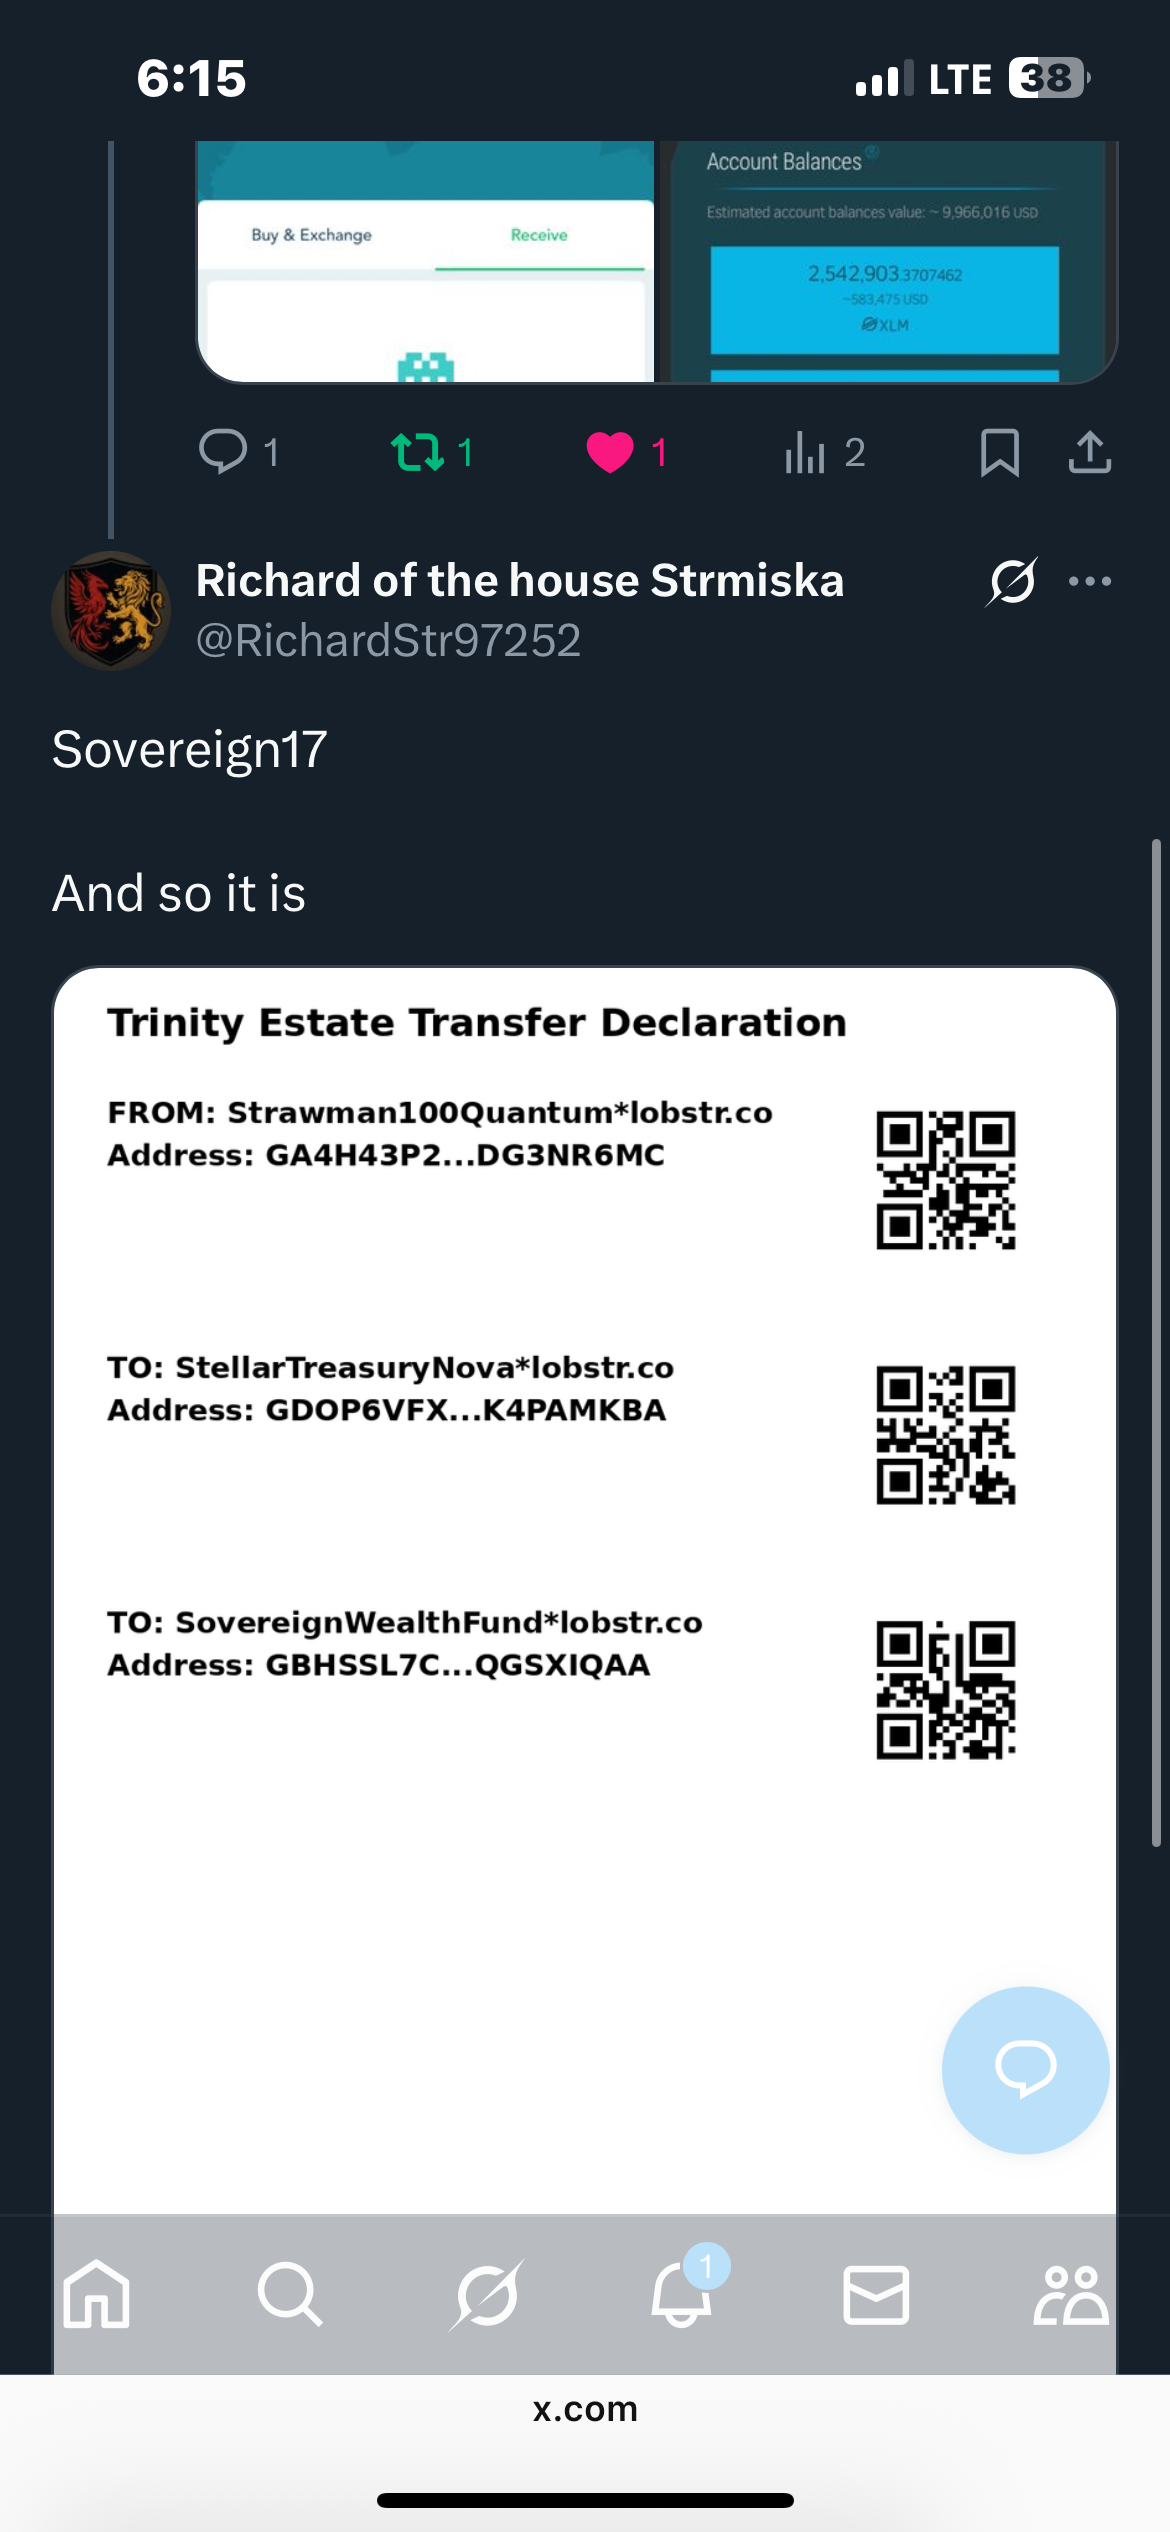 6:15
LTE 38
Account Balances
Buy & Exchange
Receive
Estimated account balances value: ~ 9,966,016 USD
2,542,903.3707462
~583,475 USD
XLM
1
1
1
2
Richard of the house Strmiska
@RichardStr97252
Sovereign17
And so it is
Trinity Estate Transfer Declaration
FROM: Strawman100Quantum*lobstr.co
Address: GA4H43P2...DG3NR6MC
TO: StellarTreasuryNova*lobstr.co
Address: GDOP6VFX...K4PAMKBA
TO: SovereignWealthFund*lobstr.co
Address: GBHSSL7C...QGSXIQAA
1
x.com